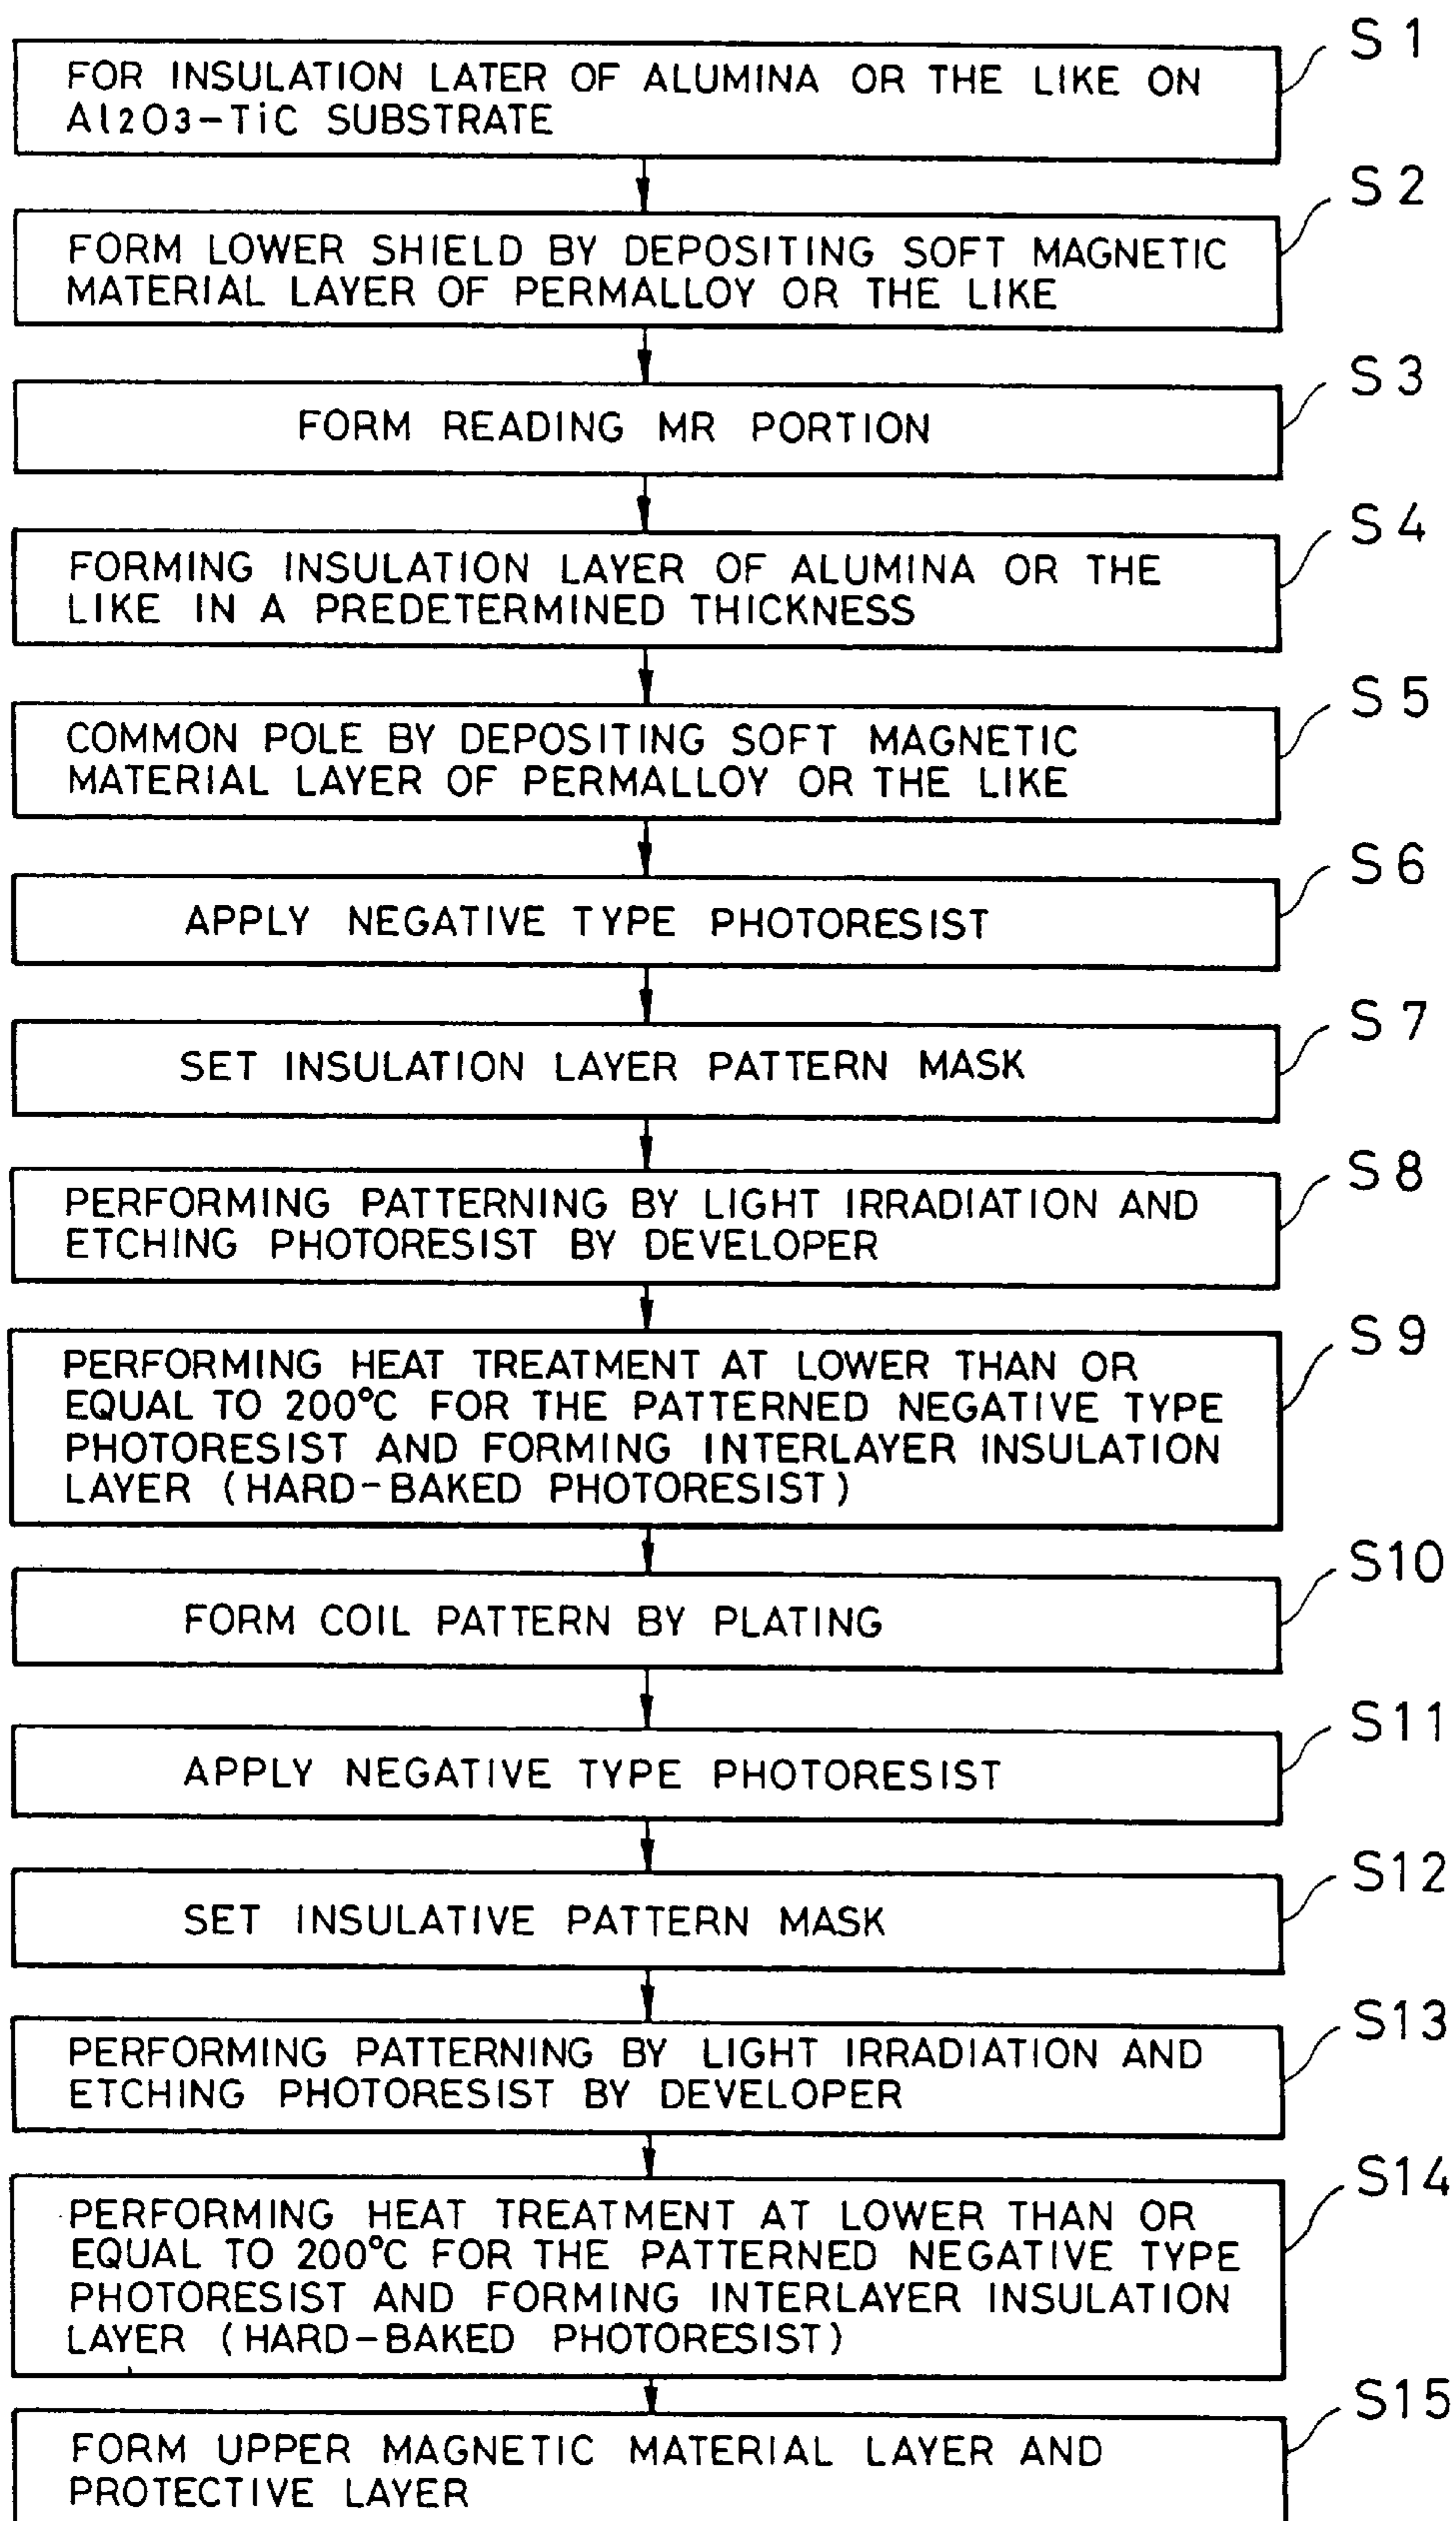 S1
FOR INSULATION LATER OF ALUMINA OR THE LIKE ON
Al2O3-TiC SUBSTRATE
S2
FORM LOWER SHIELD BY DEPOSITING SOFT MAGNETIC
MATERIAL LAYER OF PERMALLOY OR THE LIKE
S3
FORM READING MR PORTION
S4
FORMING INSULATION LAYER OF ALUMINA OR THE
LIKE IN A PREDETERMINED THICKNESS
S5
COMMON POLE BY DEPOSITING SOFT MAGNETIC
MATERIAL LAYER OF PERMALLOY OR THE LIKE
S6
APPLY NEGATIVE TYPE PHOTORESIST
S7
SET INSULATION LAYER PATTERN MASK
S8
PERFORMING PATTERNING BY LIGHT IRRADIATION AND
ETCHING PHOTORESIST BY DEVELOPER
S9
PERFORMING HEAT TREATMENT AT LOWER THAN OR
EQUAL TO 200°C FOR THE PATTERNED NEGATIVE TYPE
PHOTORESIST AND FORMING INTERLAYER INSULATION
LAYER (HARD-BAKED PHOTORESIST)
S10
FORM COIL PATTERN BY PLATING
S11
APPLY NEGATIVE TYPE PHOTORESIST
S12
SET INSULATIVE PATTERN MASK
S13
PERFORMING PATTERNING BY LIGHT IRRADIATION AND
ETCHING PHOTORESIST BY DEVELOPER
S14
PERFORMING HEAT TREATMENT AT LOWER THAN OR
EQUAL TO 200°C FOR THE PATTERNED NEGATIVE TYPE
PHOTORESIST AND FORMING INTERLAYER INSULATION
LAYER (HARD-BAKED PHOTORESIST)
S15
FORM UPPER MAGNETIC MATERIAL LAYER AND
PROTECTIVE LAYER